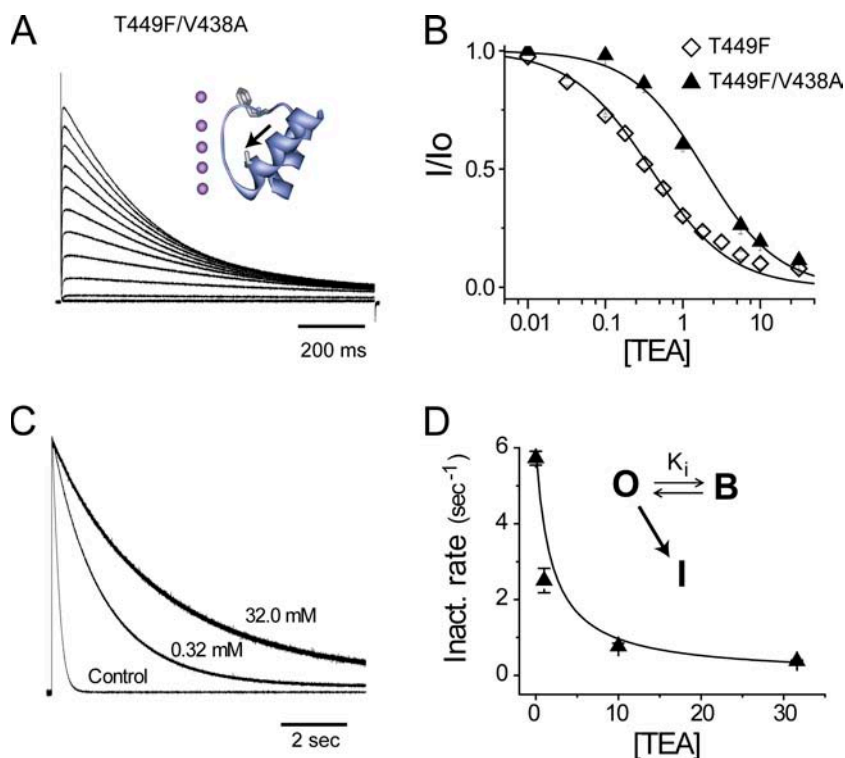 A
T449F/V438A
200 ms
B
T449F
T449F/V438A
I/Io
1.0
0.5
0.0
0.01
0.1
1
10
[TEA]
C
32.0 mM
0.32 mM
Control
2 sec
D
Inact. rate (sec-1)
6
4
2
0
Ki
O
B
I
0
10
20
30
[TEA]